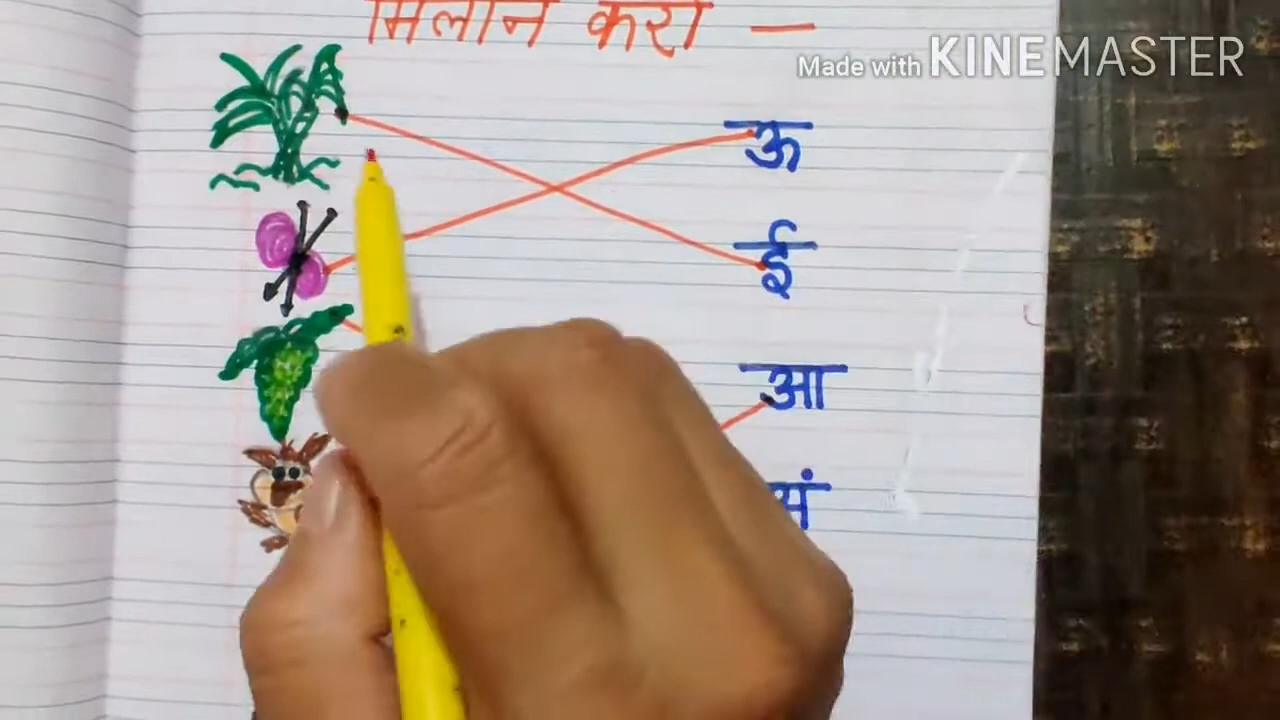 मिलान करो —
Made with KINEMASTER
ऊ
ई
आ
अं